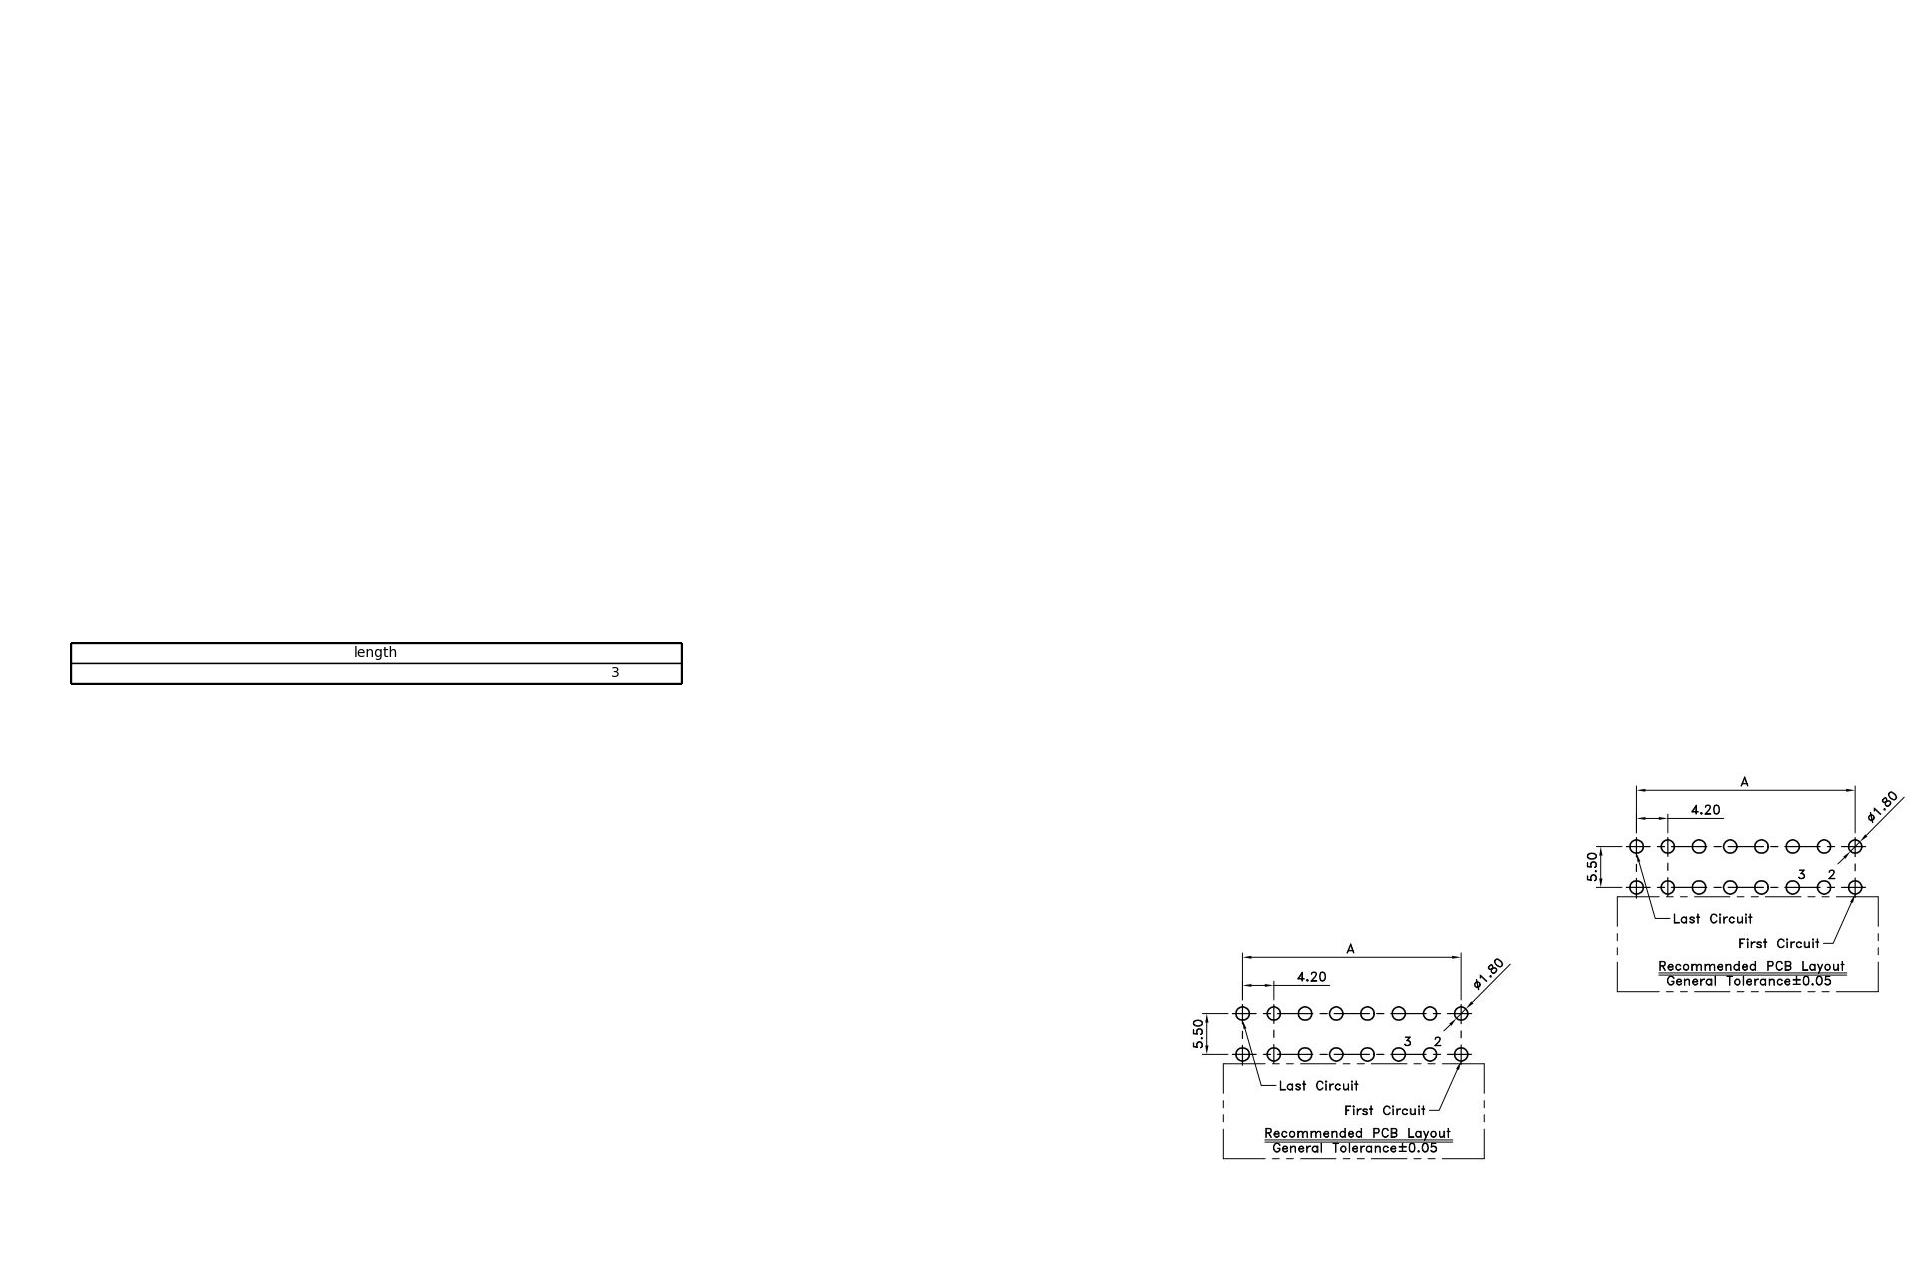 length
3
A
4.20
ø1.80
5.50
3 2
Last Circuit
First Circuit
Recommended PCB Layout
General Tolerance±0.05
A
4.20
ø1.80
5.50
3 2
Last Circuit
First Circuit
Recommended PCB Layout
General Tolerance±0.05